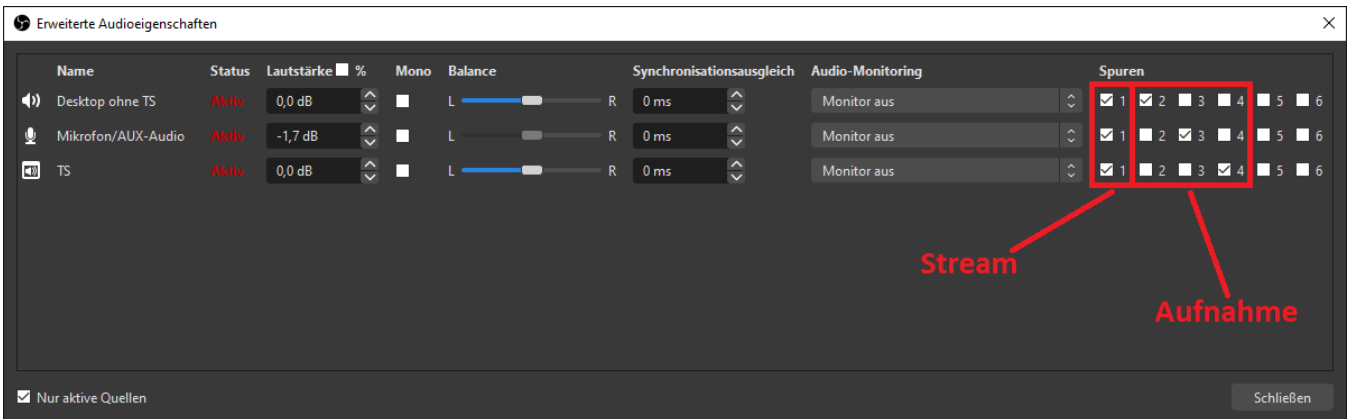 Erweiterte Audioeigenschaften
Name Status Lautstärke % Mono Balance Synchronisationsausgleich Audio-Monitoring Spuren
Desktop ohne TS Aktiv 0,0 dB L R 0 ms Monitor aus 1 2 3 4 5 6
Mikrofon/AUX-Audio Aktiv -1,7 dB L R 0 ms Monitor aus 1 2 3 4 5 6
TS Aktiv 0,0 dB L R 0 ms Monitor aus 1 2 3 4 5 6
Stream
Aufnahme
Nur aktive Quellen Schließen